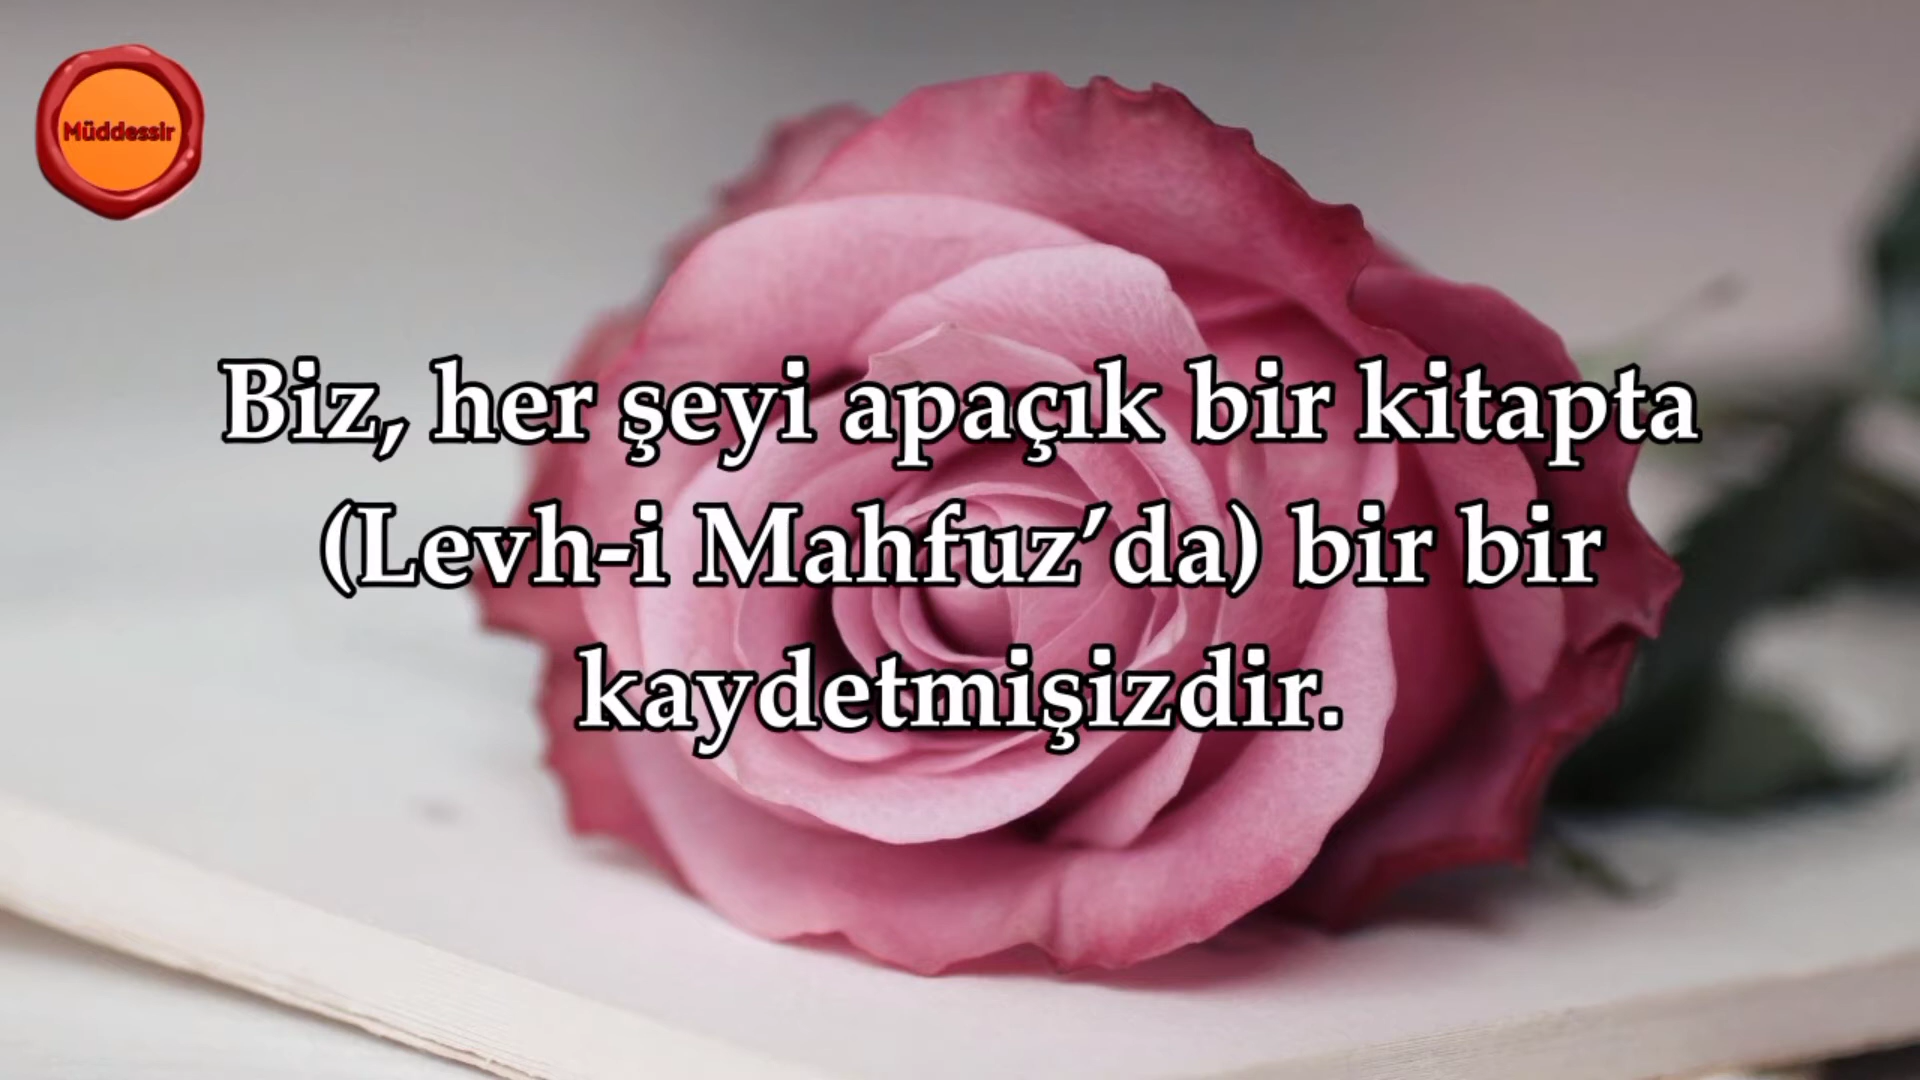 Müddessir
Biz, her şeyi apaçık bir kitapta
(Levh-i Mahfuz’da) bir bir
kaydetmişizdir.